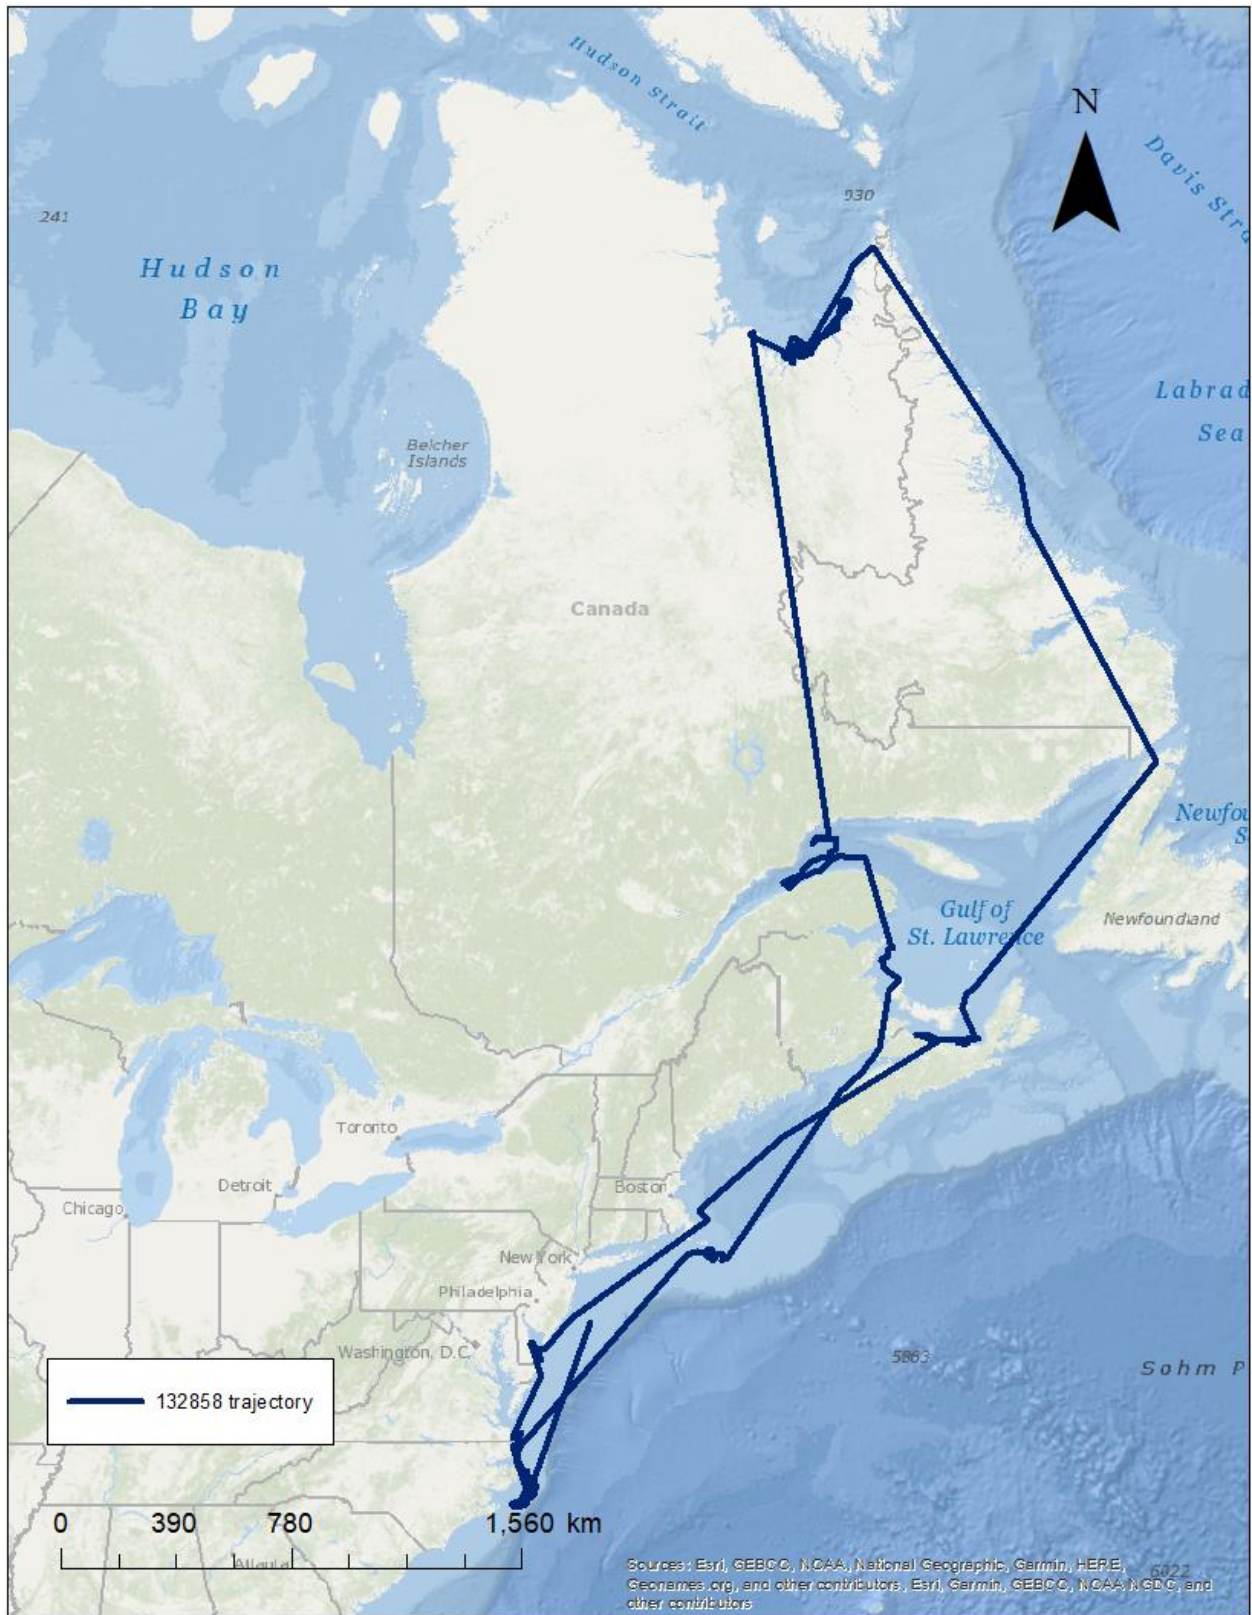 Hudson Strait
N
Davis Stra
930
241
Hudson
Bay
Labrad
Sea
Belcher
Islands
Canada
Newfou
S
Gulf of
St. Lawrence
Newfoundland
Toronto
Detroit
Boston
Chicago
New York
Philadelphia
Washington, D.C.
5863
Sohm P
132858 trajectory
0 390 780 1,560 km
Atlanta
6022
Sources: Esri, GEBCO, NOAA, National Geographic, Garmin, HERE,
Geonames.org, and other contributors, Esri, Garmin, GEBCO, NOAA NGDC, and
other contributors